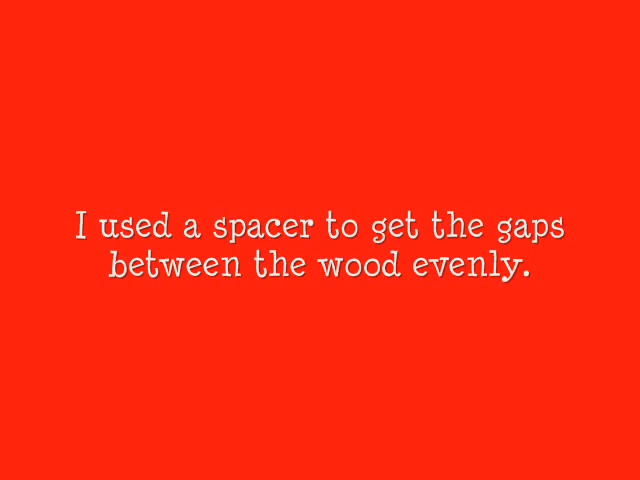 I used a spacer to get the gaps
between the wood evenly.